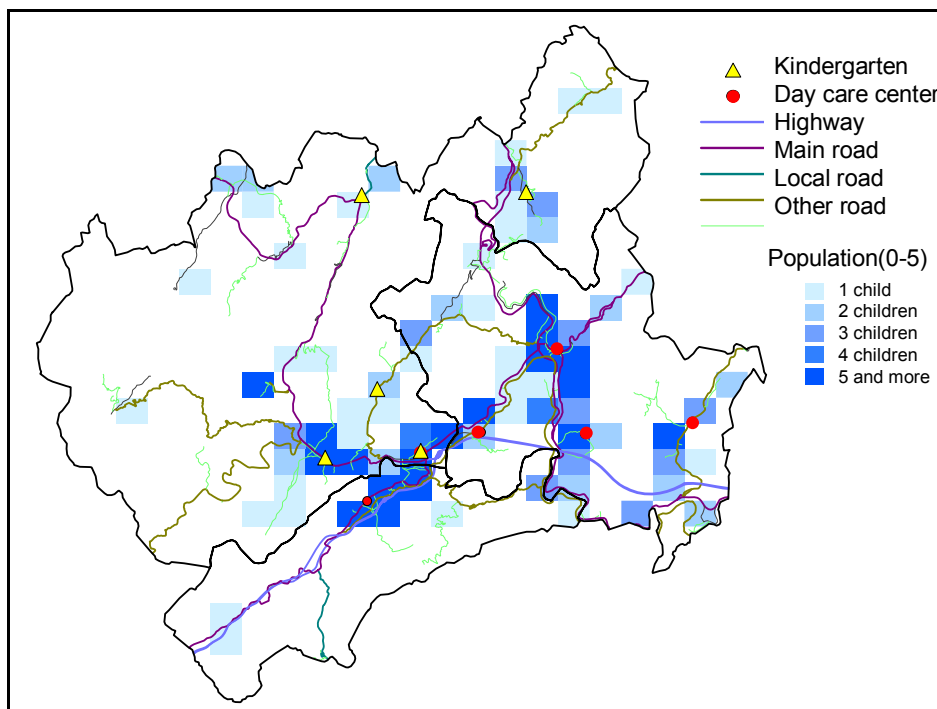 Kindergarten
Day care center
Highway
Main road
Local road
Other road
Population(0-5)
1 child
2 children
3 children
4 children
5 and more